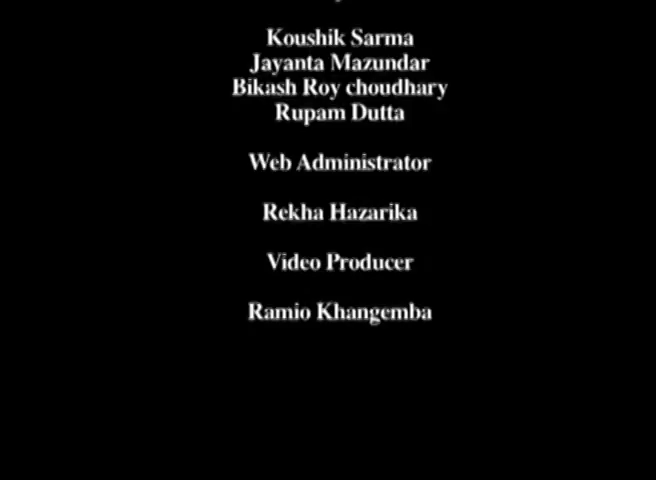 Koushik Sarma
Jayanta Mazundar
Bikash Roy choudhary
Rupam Dutta
Web Administrator
Rekha Hazarika
Video Producer
Ramio Khangemba